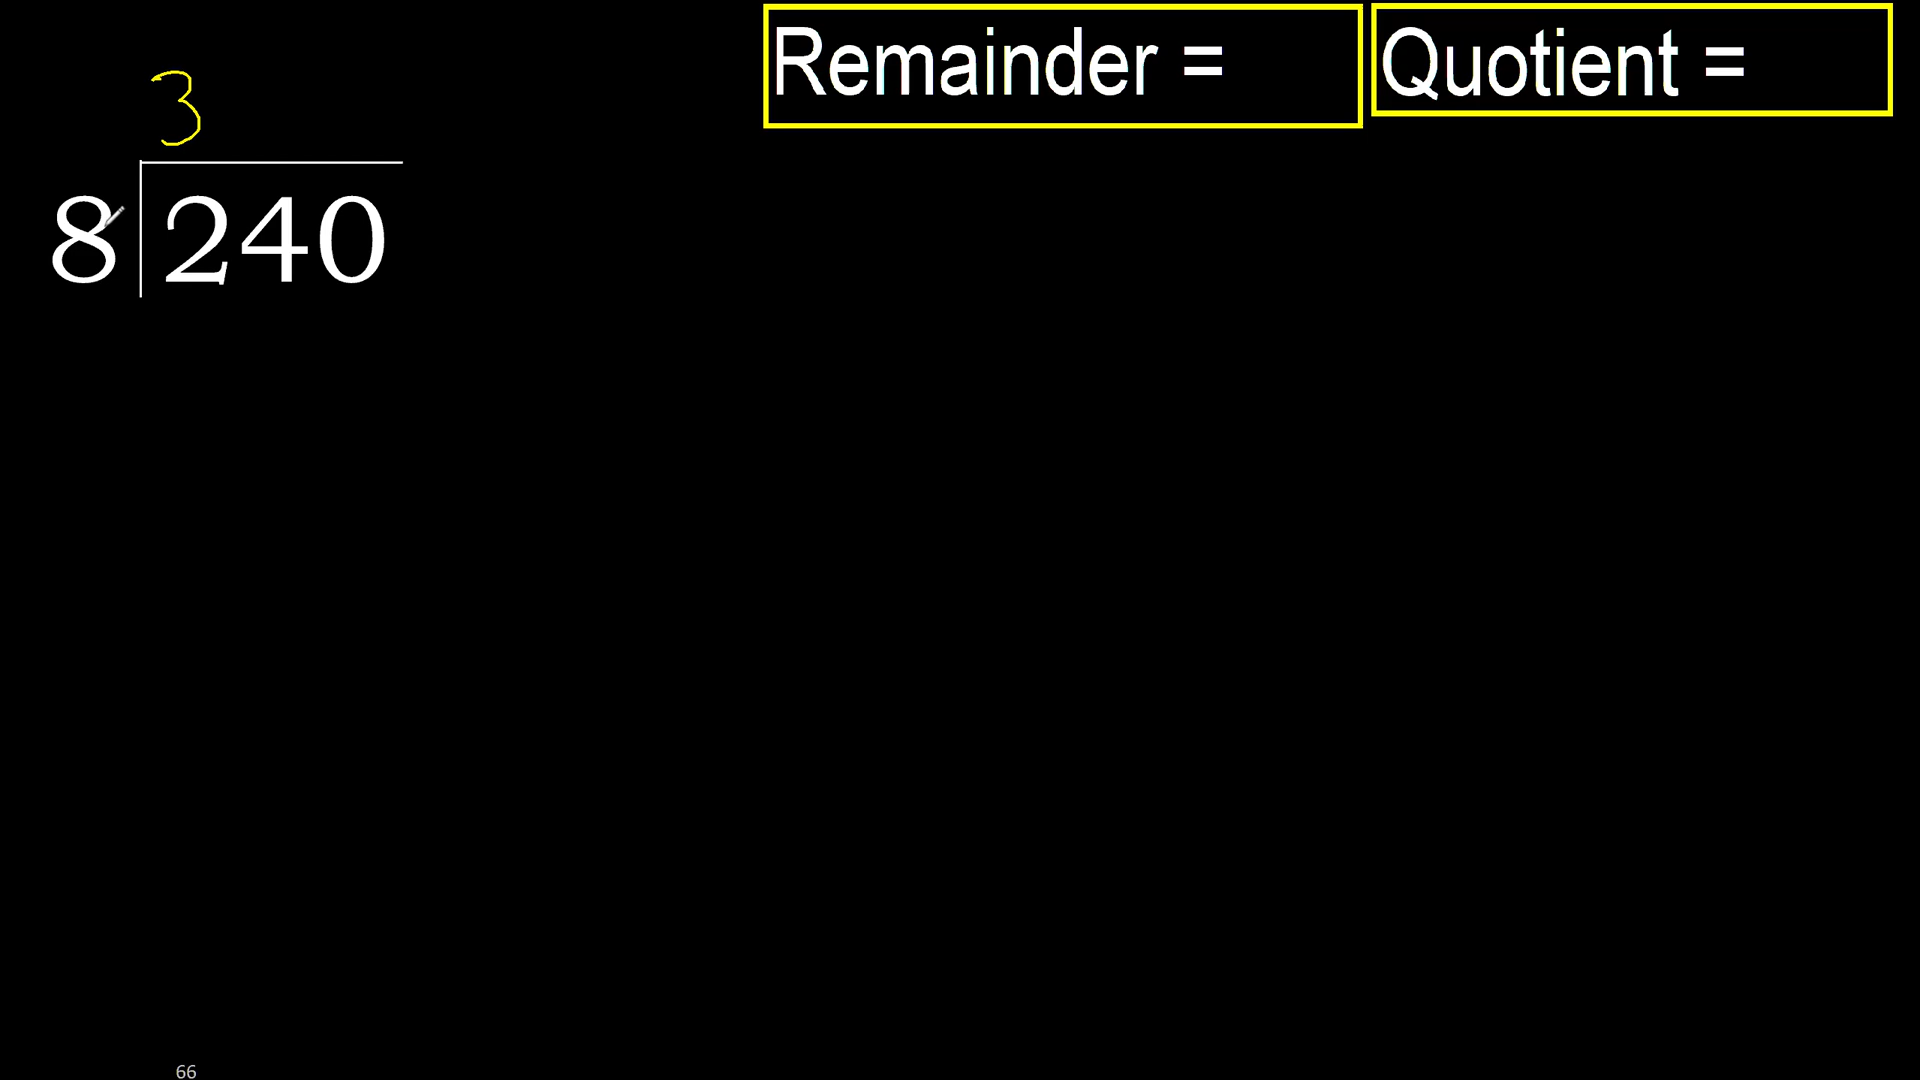 Remainder =
Quotient =
3
8 240
66